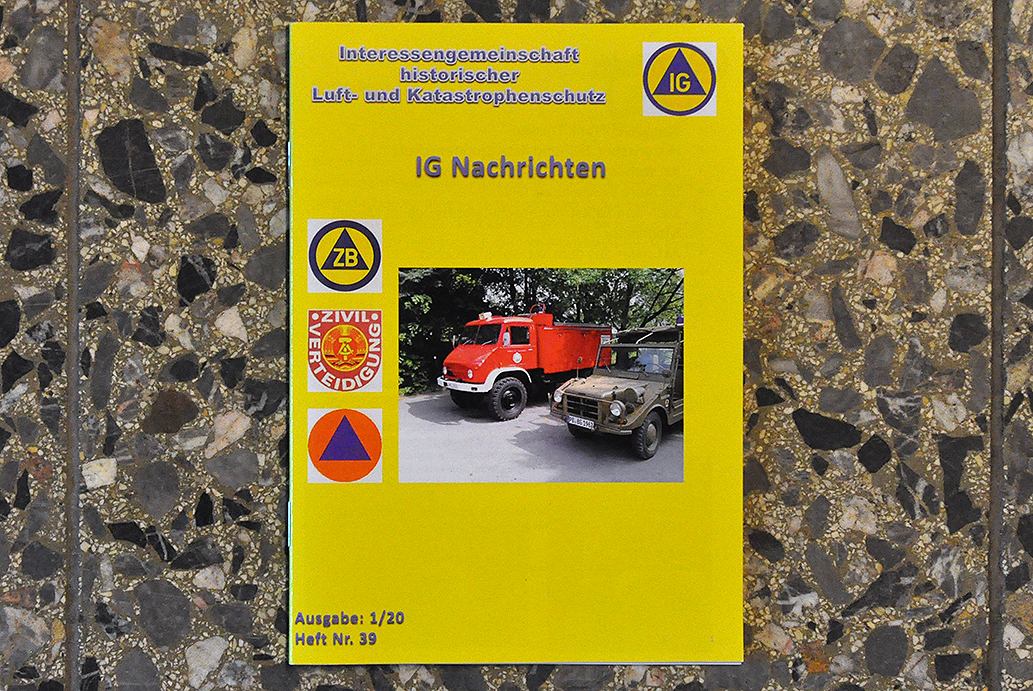 Interessengemeinschaft
historischer
Luft- und Katastrophenschutz
IG
IG Nachrichten
ZB
ZIVIL
VERTEIDIGUNG
Ausgabe: 1/20
Heft Nr. 39